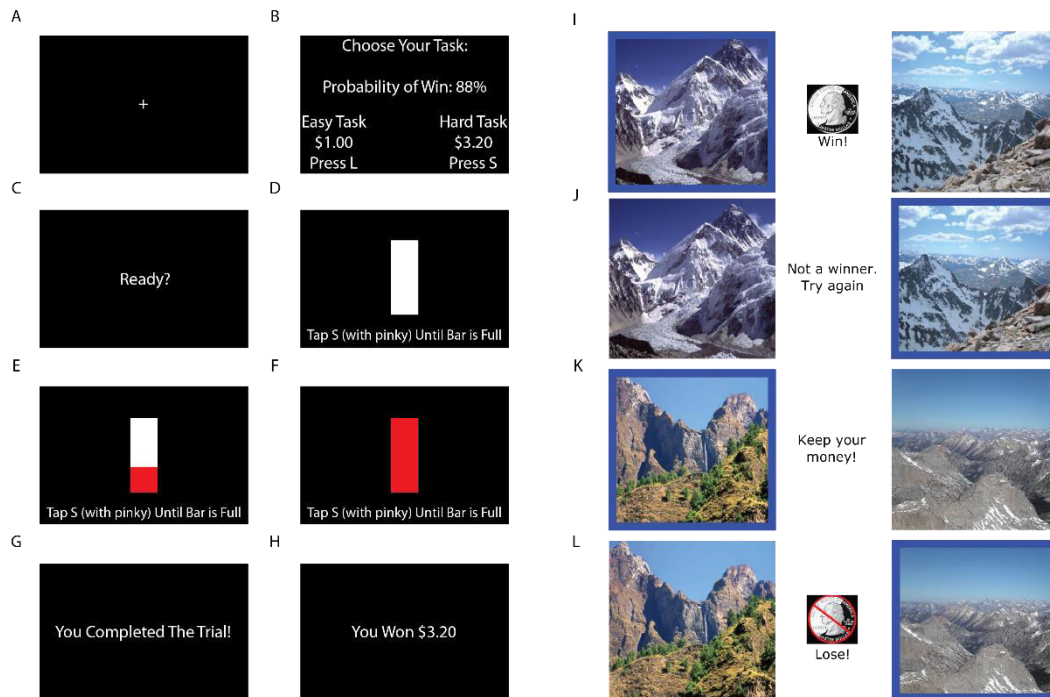 A
+
B
Choose Your Task:
Probability of Win: 88%
Easy Task
$1.00
Press L
Hard Task
$3.20
Press S
C
Ready?
D
Tap S (with pinky) Until Bar is Full
E
Tap S (with pinky) Until Bar is Full
F
Tap S (with pinky) Until Bar is Full
G
You Completed The Trial!
H
You Won $3.20
I
Win!
J
Not a winner.
Try again
K
Keep your
money!
L
Lose!